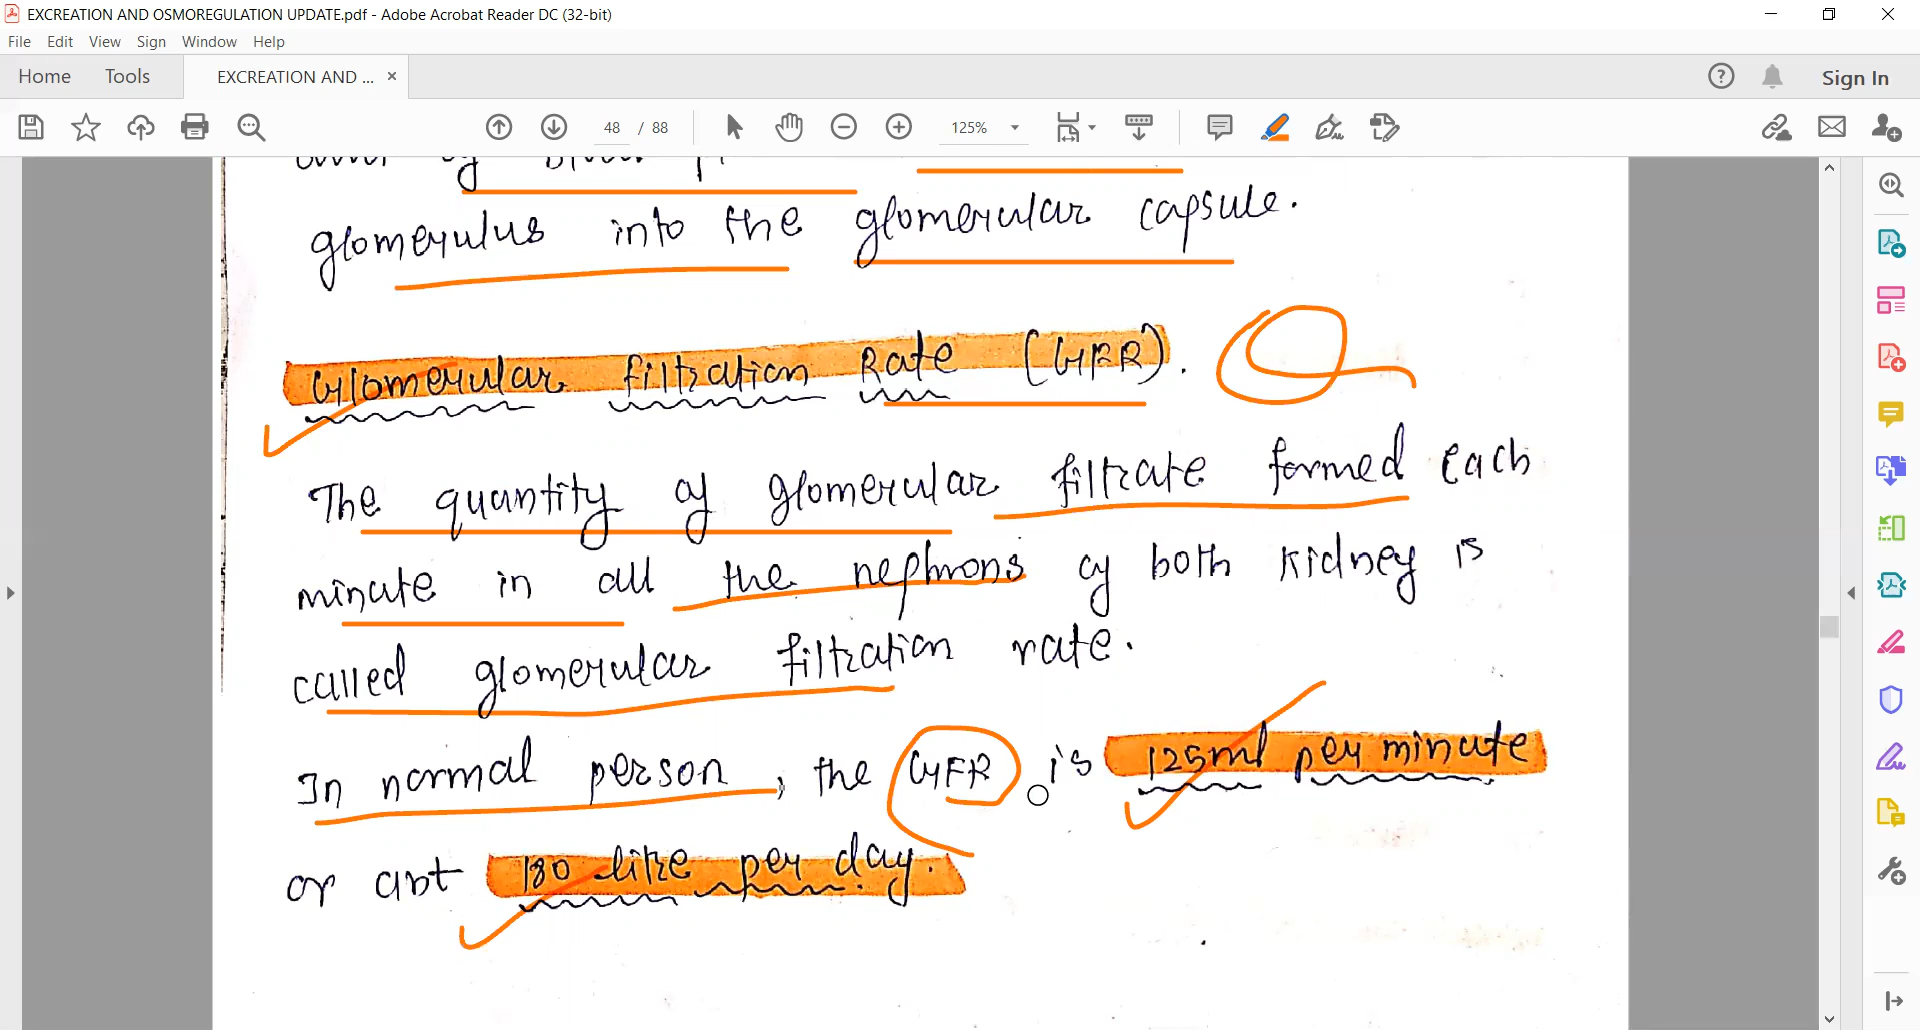 EXCREATION AND OSMOREGULATION UPDATE.pdf - Adobe Acrobat Reader DC (32-bit)
File Edit View Sign Window Help
Home Tools EXCREATION AND ... × Sign In
48 / 88 125%
glomerulus into the glomerular capsule.
Glomerular filtration Rate (GFR).
The quantity of glomerular filtrate formed each
minute in all the nephrons of both kidney is
called glomerular filtration rate.
In normal person, the GFR is 125ml per minute
or abt 180 litre per day.